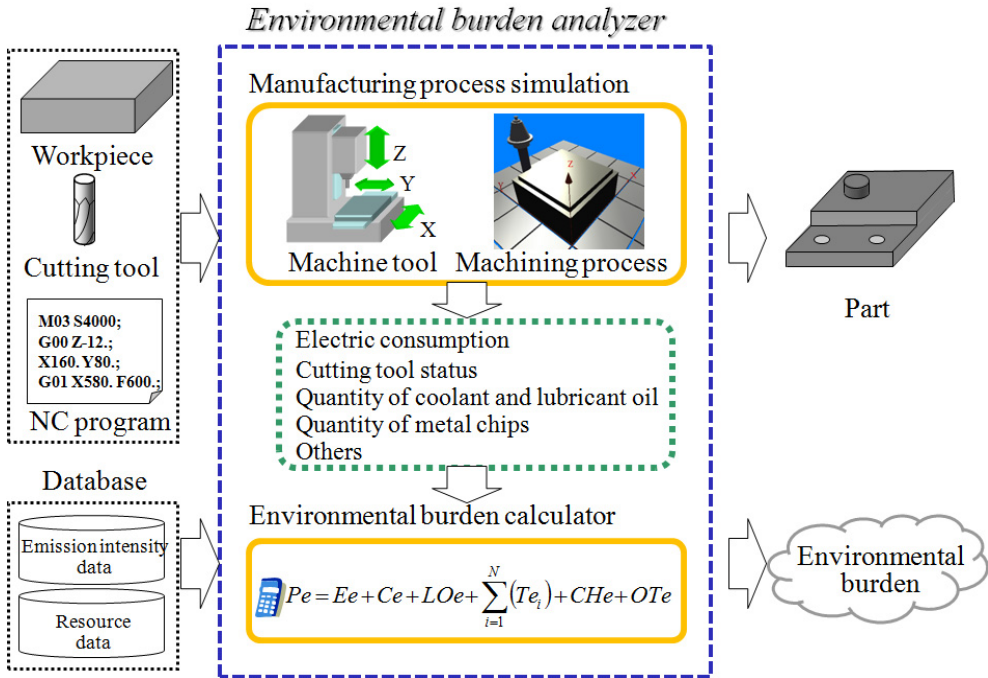 Environmental burden analyzer
Workpiece
Cutting tool
M03 S4000;
G00 Z-12.;
X160. Y80.;
G01 X580. F600.;
NC program
Database
Emission intensity
data
Resource
data
Manufacturing process simulation
Z
Y
X
Machine tool
Z
Y
X
Machining process
Electric consumption
Cutting tool status
Quantity of coolant and lubricant oil
Quantity of metal chips
Others
Environmental burden calculator
Pe = Ee + Ce + LOe + \sum_{i=1}^{N} (Te_i) + CHe + OTe
Part
Environmental
burden